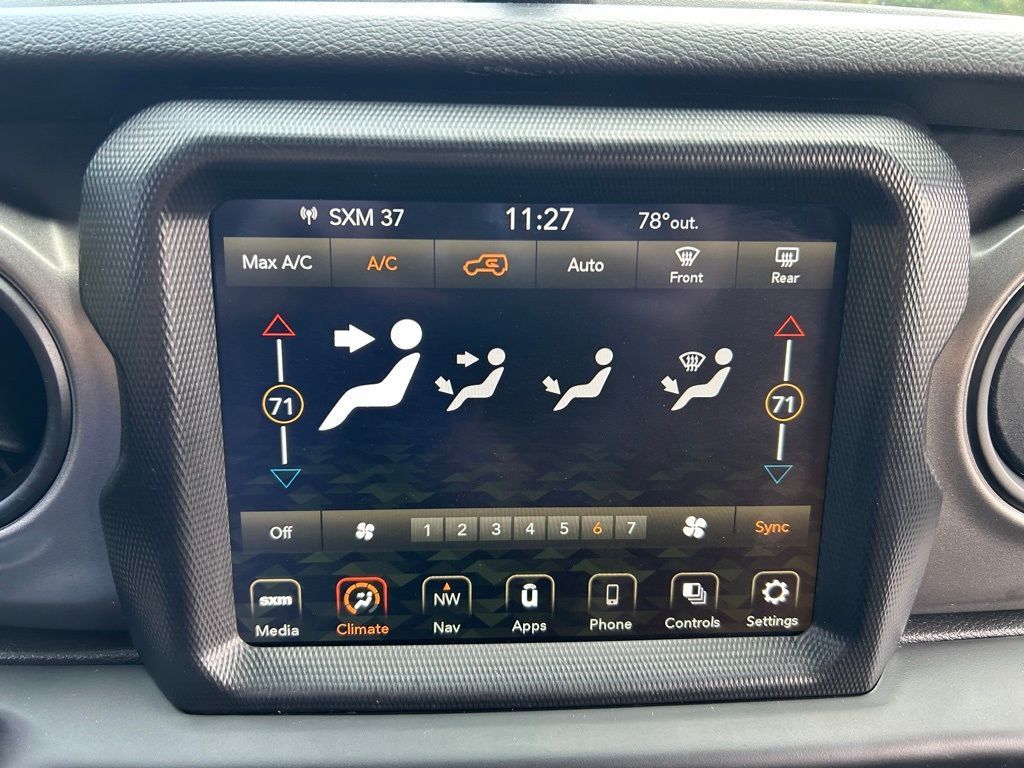 SXM 37 11:27 78°out.
Max A/C A/C Auto Front Rear
71 71
Off 1 2 3 4 5 6 7 Sync
sxm NW
Media Climate Nav Apps Phone Controls Settings